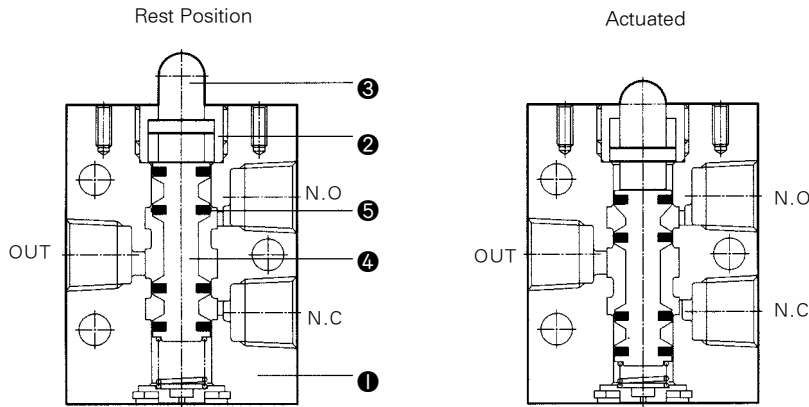 Rest Position
Actuated
❸
❷
N.O
N.O
❺
OUT
❹
OUT
N.C
N.C
❶